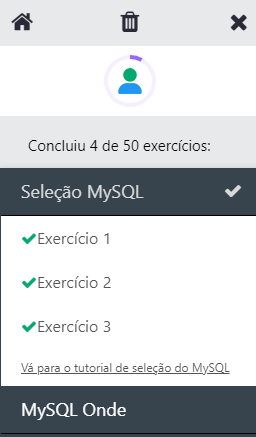 Concluiu 4 de 50 exercícios:
Seleção MySQL
Exercício 1
Exercício 2
Exercício 3
Vá para o tutorial de seleção do MySQL
MySQL Onde